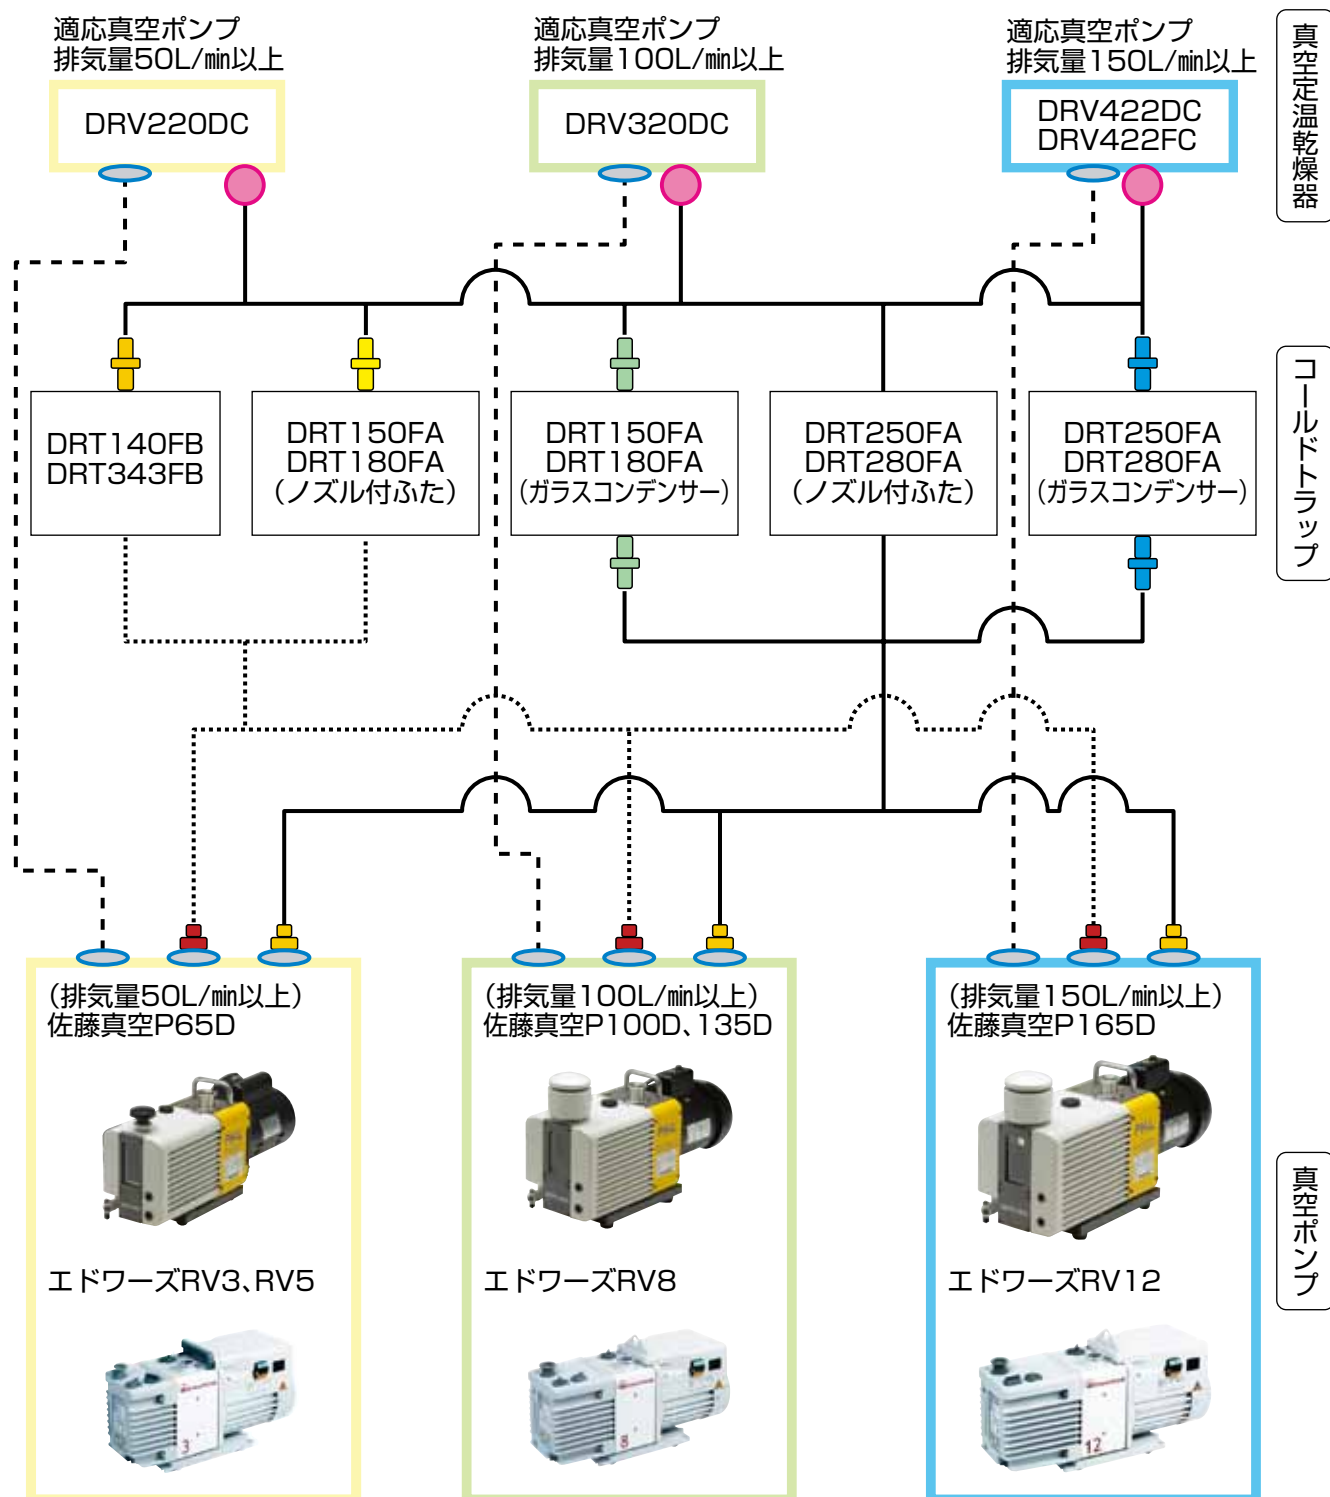 適応真空ポンプ
排気量50L/㎜以上
DRV220DC
適応真空ポンプ
排気量100L/min以上
DRV320DC
適応真空ポンプ
排気量150L/min以上
DRV422DC
DRV422FC
真空定温乾燥器
DRT140FB
DRT343FB
DRT150FA
DRT180FA
(ノズル付ふた)
DRT150FA
DRT180FA
(ガラスコンデンサー)
DRT250FA
DRT280FA
(ノズル付ふた)
DRT250FA
DRT280FA
(ガラスコンデンサー)
コールドトラップ
(排気量50L/min以上)
佐藤真空P65D
エドワーズRV3、RV5
3
(排気量100L/min以上)
佐藤真空P100D、135D
エドワーズRV8
8
(排気量150L/min以上)
佐藤真空P165D
エドワーズRV12
12
真空ポンプ